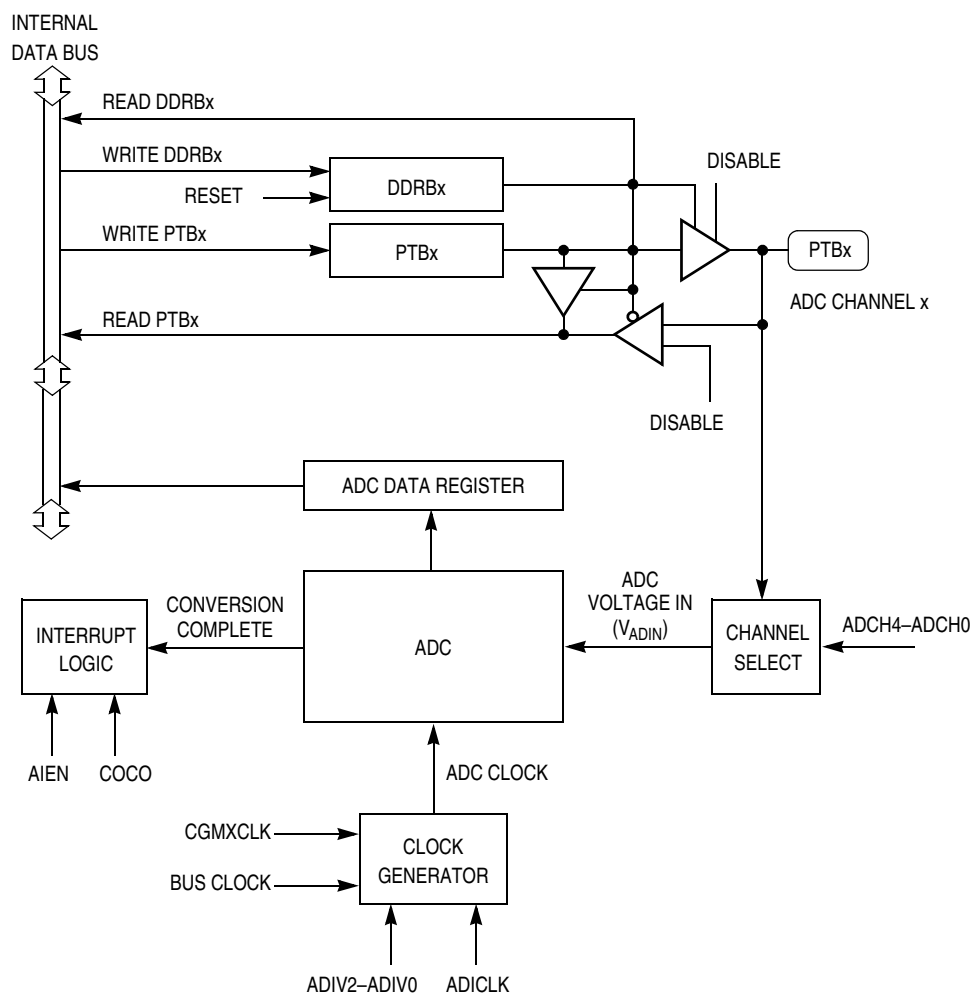 INTERNAL
DATA BUS
READ DDRBx
WRITE DDRBx
DISABLE
RESET
DDRBx
WRITE PTBx
PTBx
PTBx
ADC CHANNEL x
READ PTBx
DISABLE
ADC DATA REGISTER
INTERRUPT
LOGIC
CONVERSION
COMPLETE
ADC
ADC
VOLTAGE IN
(VADIN)
CHANNEL
SELECT
ADCH4–ADCH0
AIEN
COCO
ADC CLOCK
CGMXCLK
BUS CLOCK
CLOCK
GENERATOR
ADIV2–ADIV0
ADICLK